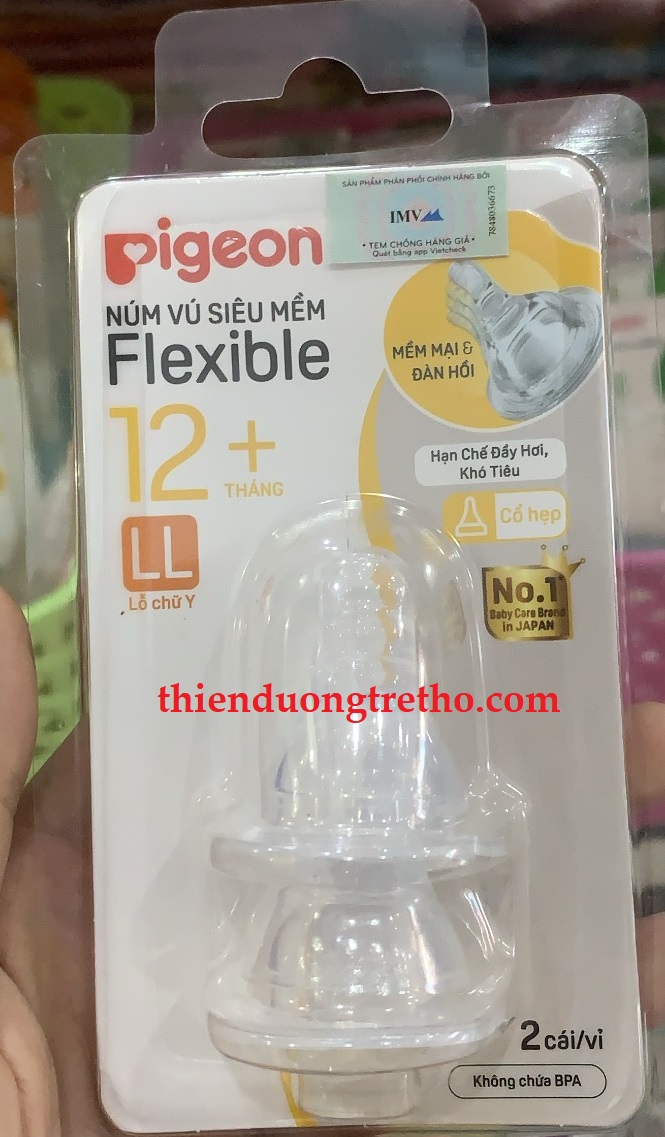 SẢN PHẨM PHÂN PHỐI CHÍNH HÃNG BỞI
IMV
7848036673
• TEM CHỐNG HÀNG GIẢ •
Quét bằng app Vietcheck
pigeon
NÚM VÚ SIÊU MỀM
Flexible
12+
THÁNG
LL
Lỗ chữ Y
MỀM MẠI &
ĐÀN HỒI
Hạn Chế Đầy Hơi,
Khó Tiêu
Cổ hẹp
No.1
Baby Care Brand
in JAPAN
thienduongtretho.com
2 cái/vỉ
Không chứa BPA